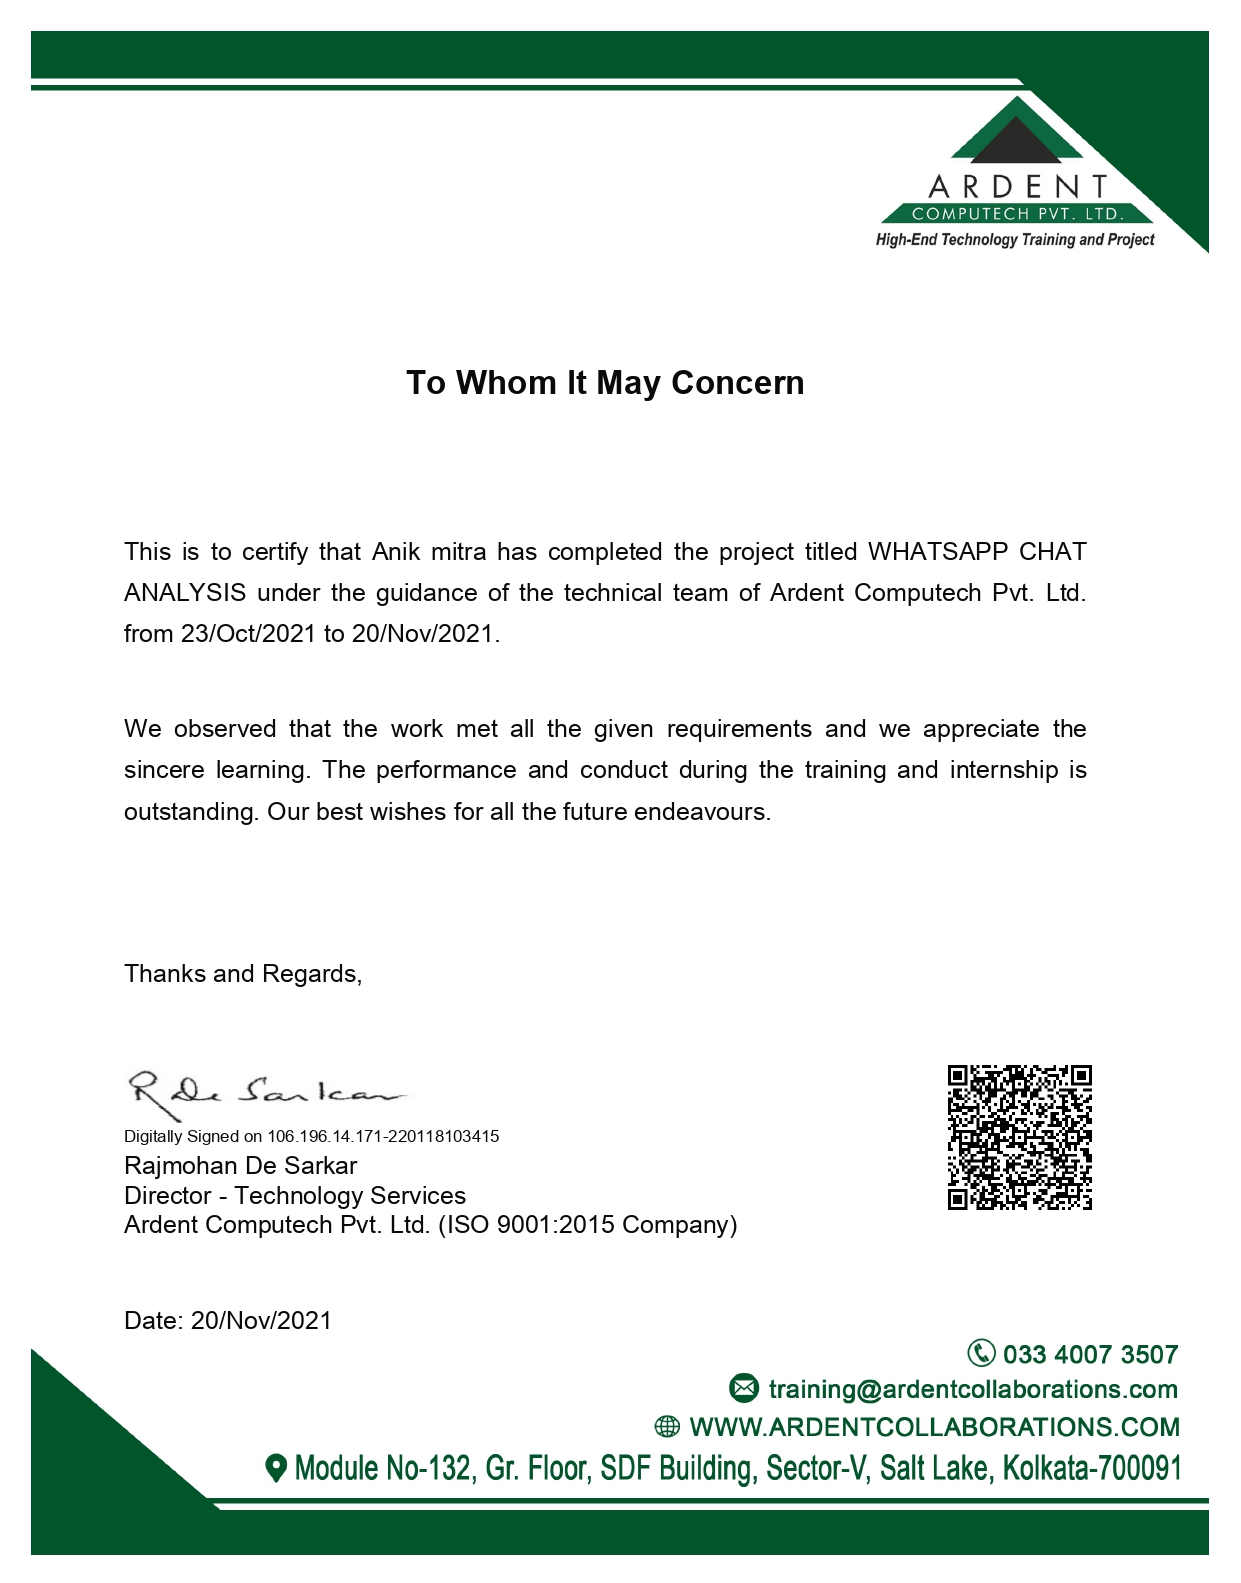 ARDENT
COMPUTECH PVT. LTD.
High-End Technology Training and Project
To Whom It May Concern
This is to certify that Anik mitra has completed the project titled WHATSAPP CHAT
ANALYSIS under the guidance of the technical team of Ardent Computech Pvt. Ltd.
from 23/Oct/2021 to 20/Nov/2021.
We observed that the work met all the given requirements and we appreciate the
sincere learning. The performance and conduct during the training and internship is
outstanding. Our best wishes for all the future endeavours.
Thanks and Regards,
R De Sarkar
Digitally Signed on 106.196.14.171-220118103415
Rajmohan De Sarkar
Director - Technology Services
Ardent Computech Pvt. Ltd. (ISO 9001:2015 Company)
Date: 20/Nov/2021
033 4007 3507
training@ardentcollaborations.com
WWW.ARDENTCOLLABORATIONS.COM
Module No-132, Gr. Floor, SDF Building, Sector-V, Salt Lake, Kolkata-700091